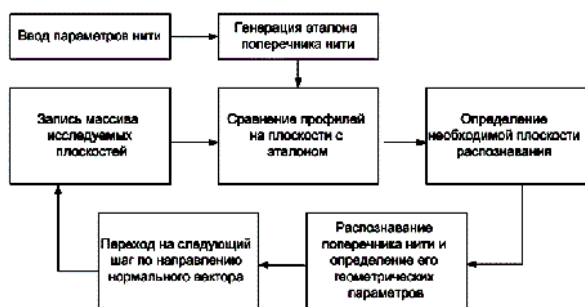 Ввод параметров нити
Генерация эталона
поперечника нити
Запись массива
исследуемых
плоскостей
Сравнение профилей
на плоскости с
эталоном
Определение
необходимой плоскости
распознавания
Переход на следующий
шаг по направлению
нормального вектора
Распознавание
поперечника нити и
определение его
геометрических
параметров